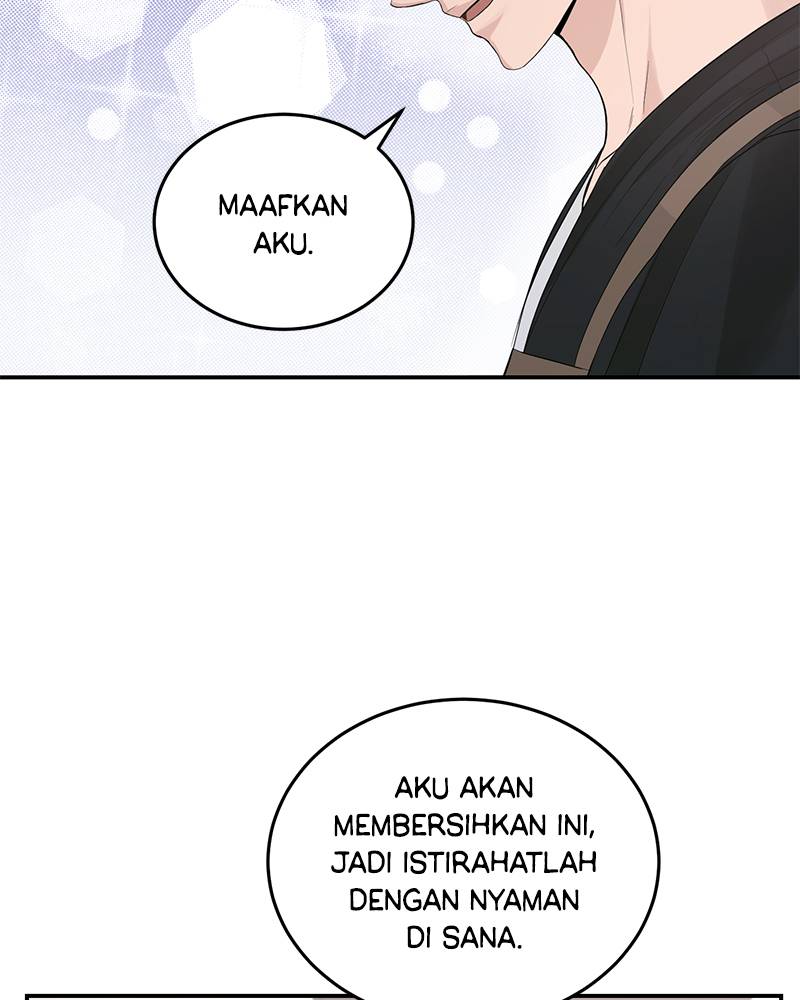 MAAFKAN
AKU.
AKU AKAN
MEMBERSIHKAN INI,
JADI ISTIRAHATLAH
DENGAN NYAMAN
DI SANA.